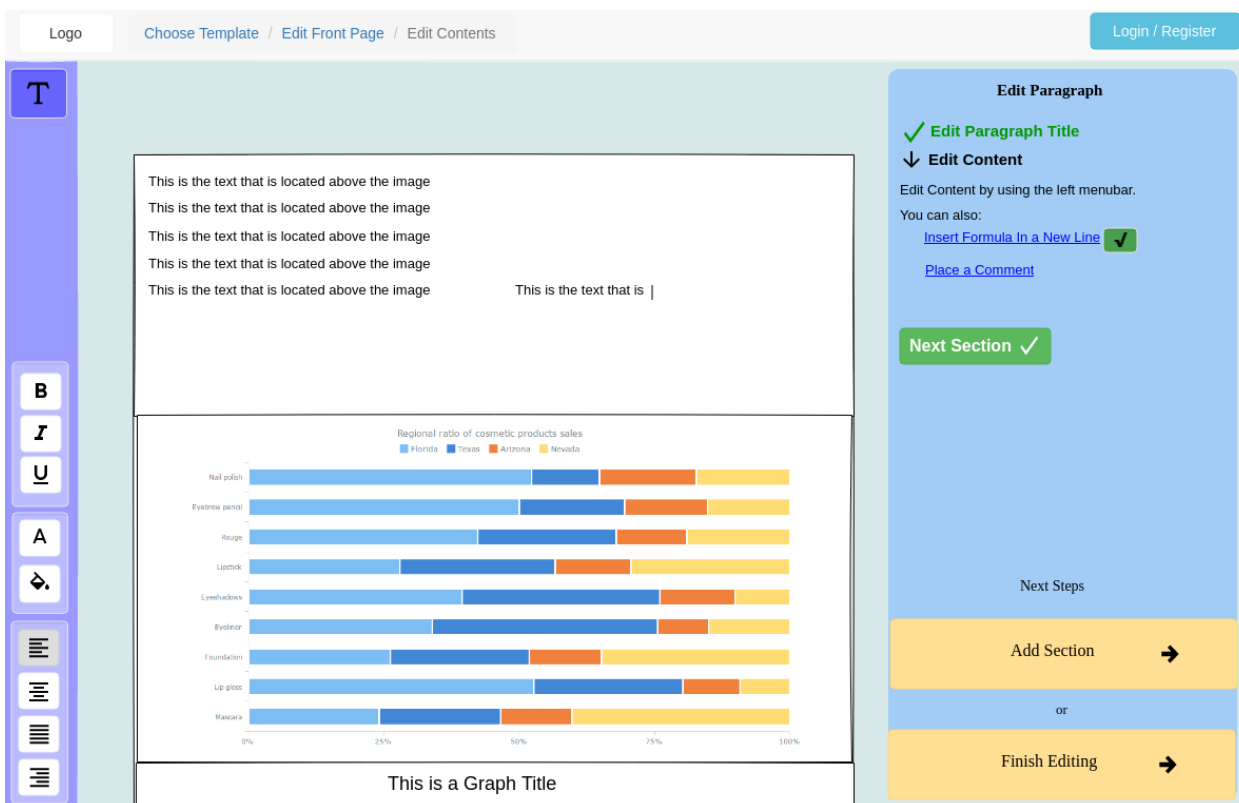 Logo
Choose Template / Edit Front Page / Edit Contents
Login / Register
T
B
I
U
A
This is the text that is located above the image
This is the text that is located above the image
This is the text that is located above the image
This is the text that is located above the image
This is the text that is located above the image This is the text that is
Regional ratio of cosmetic products sales
Florida Texas Arizona Nevada
Nail polish
Eyebrow pencil
Rouge
Lipstick
Eyeshadows
Eyeliner
Foundation
Lip gloss
Mascara
0% 25% 50% 75% 100%
This is a Graph Title
Edit Paragraph
Edit Paragraph Title
Edit Content
Edit Content by using the left menubar.
You can also:
Insert Formula In a New Line
Place a Comment
Next Section
Next Steps
Add Section
or
Finish Editing